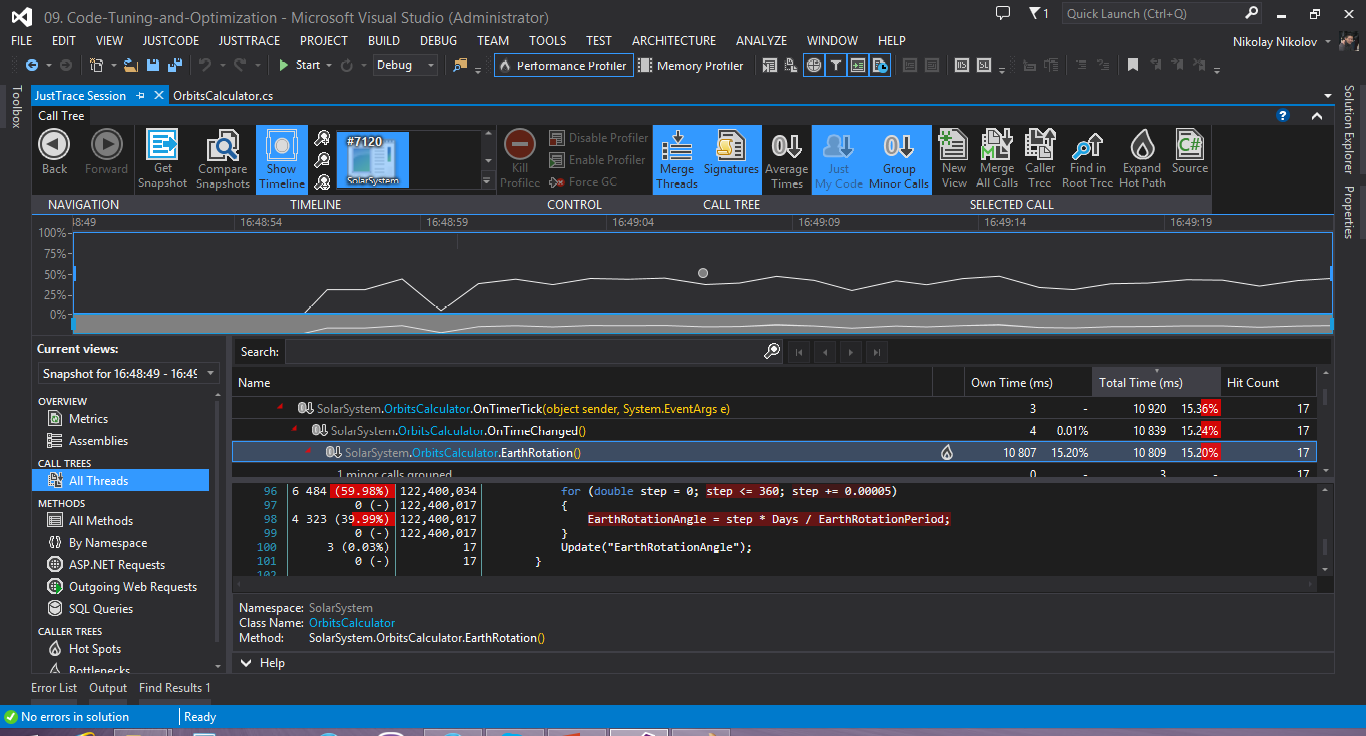 09. Code-Tuning-and-Optimization - Microsoft Visual Studio (Administrator)
1
Quick Launch (Ctrl+Q)
FILE EDIT VIEW JUSTCODE JUSTTRACE PROJECT BUILD DEBUG TEAM TOOLS TEST ARCHITECTURE ANALYZE WINDOW HELP
Nikolay Nikolov
Start Debug Performance Profiler Memory Profiler
Toolbox
JustTrace Session OrbitsCalculator.cs
Solution Explorer
Properties
Call Tree
Back Forward Get Snapshot Compare Snapshots Show Timeline
#7120
SolarSystem
Kill
Disable Profiler
Enable Profiler
Force GC
Merge Threads Signatures Average Times Just My Code Group Minor Calls New View Merge All Calls Caller Find in Root Expand Hot Path Source
C#
NAVIGATION TIMELINE CONTROL CALL TREE SELECTED CALL
:48:49 16:48:54 16:48:59 16:49:04 16:49:09 16:49:14 16:49:19
100%
75%
50%
25%
0%
Current views:
Snapshot for 16:48:49 - 16:49
OVERVIEW
Metrics
Assemblies
CALL TREES
All Threads
METHODS
All Methods
By Namespace
ASP.NET Requests
Outgoing Web Requests
SQL Queries
CALLER TREES
Hot Spots
Bottlenecks
Search:
Name Own Time (ms) Total Time (ms) Hit Count
SolarSystem.OrbitsCalculator.OnTimerTick(object sender, System.EventArgs e) 3 - 10 920 15.36% 17
SolarSystem.OrbitsCalculator.OnTimeChanged() 4 0.01% 10 839 15.24% 17
SolarSystem.OrbitsCalculator.EarthRotation() 10 807 15.20% 10 809 15.20% 17
1 minor calls grouped 0 - 3 - 17
96 6 484 (59.98%) 122,400,034 for (double step = 0; step <= 360; step += 0.00005)
97 0 (-) 122,400,017 {
98 4 323 (39.99%) 122,400,017 EarthRotationAngle = step * Days / EarthRotationPeriod;
99 0 (-) 122,400,017 }
100 3 (0.03%) 17 Update("EarthRotationAngle");
101 0 (-) 17 }
102
Namespace: SolarSystem
Class Name: OrbitsCalculator
Method: SolarSystem.OrbitsCalculator.EarthRotation()
Help
Error List Output Find Results 1
No errors in solution Ready